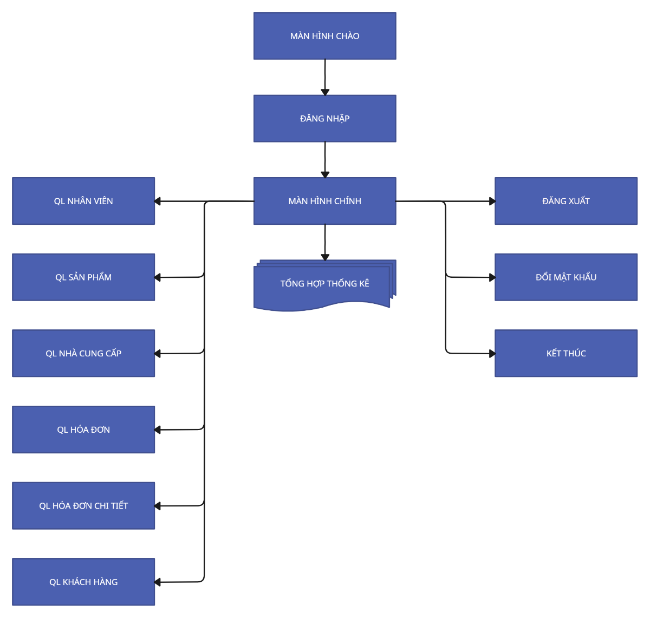 MÀN HÌNH CHÀO
ĐĂNG NHẬP
QL NHÂN VIÊN
MÀN HÌNH CHÍNH
ĐĂNG XUẤT
QL SẢN PHẨM
TỔNG HỢP THỐNG KÊ
ĐỔI MẬT KHẨU
QL NHÀ CUNG CẤP
KẾT THÚC
QL HÓA ĐƠN
QL HÓA ĐƠN CHI TIẾT
QL KHÁCH HÀNG